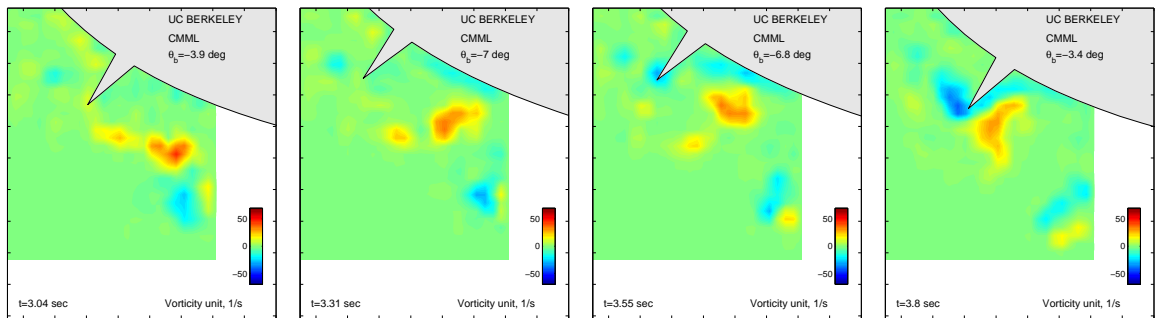 UC BERKELEY
CMML
θb=−3.9 deg
50
0
−50
t=3.04 sec Vorticity unit, 1/s
UC BERKELEY
CMML
θb=−7 deg
50
0
−50
t=3.31 sec Vorticity unit, 1/s
UC BERKELEY
CMML
θb=−6.8 deg
50
0
−50
t=3.55 sec Vorticity unit, 1/s
UC BERKELEY
CMML
θb=−3.4 deg
50
0
−50
t=3.8 sec Vorticity unit, 1/s